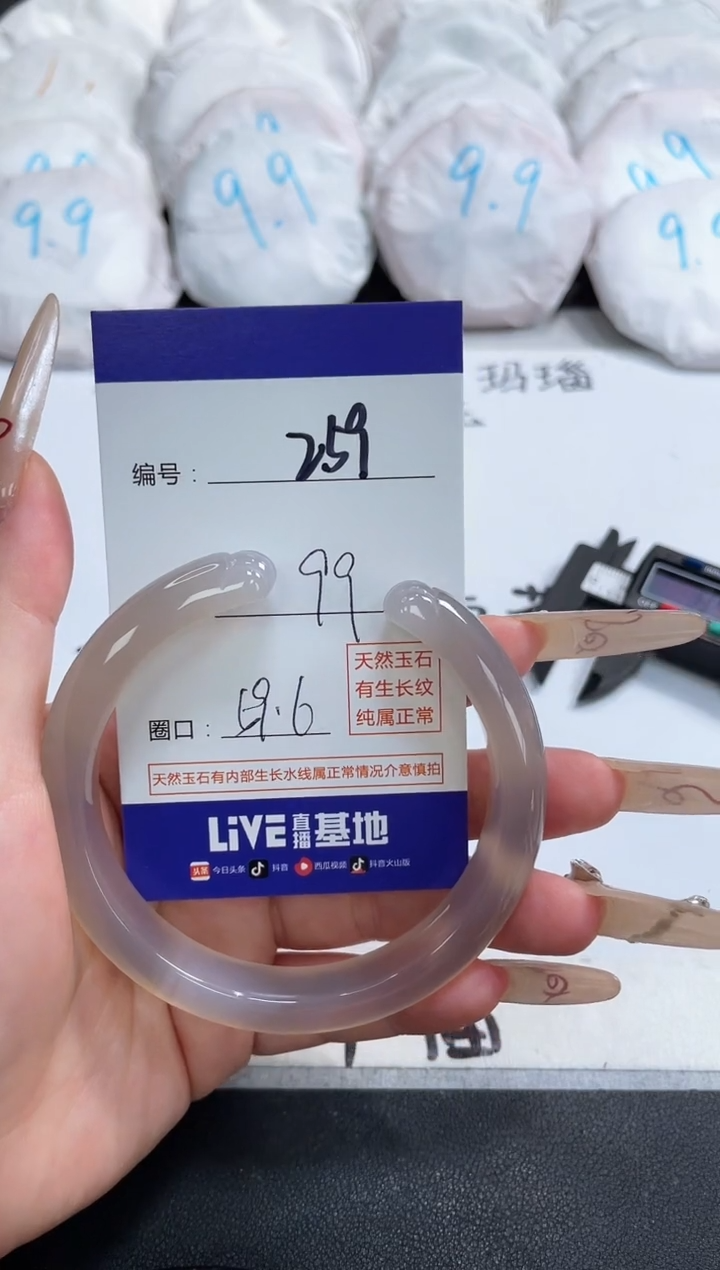 9.9
9.9
9.9
9.9
9.9
玛瑙
编号：259
99
天然玉石
有生长纹
纯属正常
圈口：59.6
天然玉石有内部生长水线属正常情况介意慎拍
LiVE直播基地
头条 今日头条 抖音 西瓜视频 抖音火山版